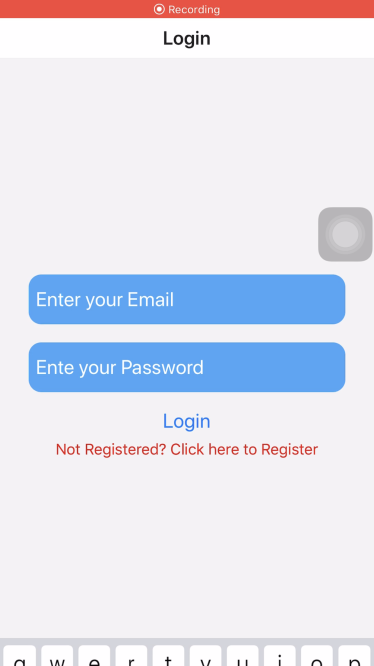 Recording
Login
Enter your Email
Ente your Password
Login
Not Registered? Click here to Register
q w e r t y u i o p